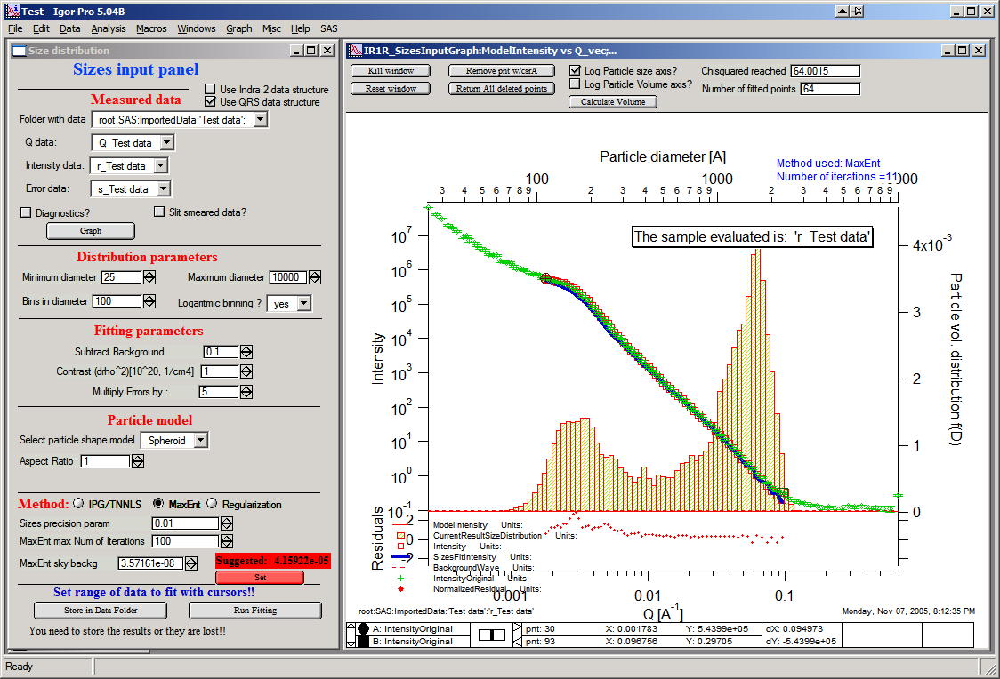 Test - Igor Pro 5.04B
File Edit Data Analysis Macros Windows Graph Misc Help SAS
Size distribution
Sizes input panel
Use Indra 2 data structure
Measured data
Use QRS data structure
Folder with data root:SAS:ImportedData:'Test data':
Q data: Q_Test data
Intensity data: r_Test data
Error data: s_Test data
Diagnostics? Slit smeared data?
Graph
Distribution parameters
Minimum diameter 25 Maximum diameter 10000
Bins in diameter 100 Logaritmic binning ? yes
Fitting parameters
Subtract Background 0.1
Contrast (drho^2)[10^20, 1/cm4] 1
Multiply Errors by : 5
Particle model
Select particle shape model Spheroid
Aspect Ratio 1
Method: IPG/TNNLS MaxEnt Regularization
Sizes precision param 0.01
MaxEnt max Num of Iterations 100
MaxEnt sky backg 3.57161e-08 Suggested: 4.15922e-05
Set
Set range of data to fit with cursors!!
Store in Data Folder Run Fitting
You need to store the results or they are lost!!
IR1R_SizesInputGraph:ModelIntensity vs Q_vec;...
Kill window Remove pnt w/csrA Log Particle size axis? Chisquared reached 64.0015
Reset window Return All deleted points Log Particle Volume axis? Number of fitted points 64
Calculate Volume
Particle diameter [A]
Method used: MaxEnt
Number of iterations =11
100 1000 10000
3 4 5 6 7 8 9 2 3 4 5 6 7 8 9 2 3 4 5 6 7 8 9
The sample evaluated is: 'r_Test data'
10^7
10^6
10^5
10^4
10^3
10^2
10^1
10^0
10^-1
Intensity
4x10^-3
3
2
1
0
Particle vol. distribution f(D)
Residuals
2
0
-2
ModelIntensity Units:
CurrentResultSizeDistribution Units:
Intensity Units:
SIzesFitIntensity Units:
BackgroundWave Units:
IntensityOriginal Units:
NormalizedResidual Units:
0.001 0.01 0.1
Q [A^-1]
root:SAS:ImportedData:'Test data':'r_Test data' Monday, Nov 07, 2005, 8:12:35 PM
A: IntensityOriginal pnt: 30 X: 0.001783 Y: 5.4399e+05 dX: 0.094973
B: IntensityOriginal pnt: 93 X: 0.096756 Y: 0.29705 dY: -5.4399e+05
Ready